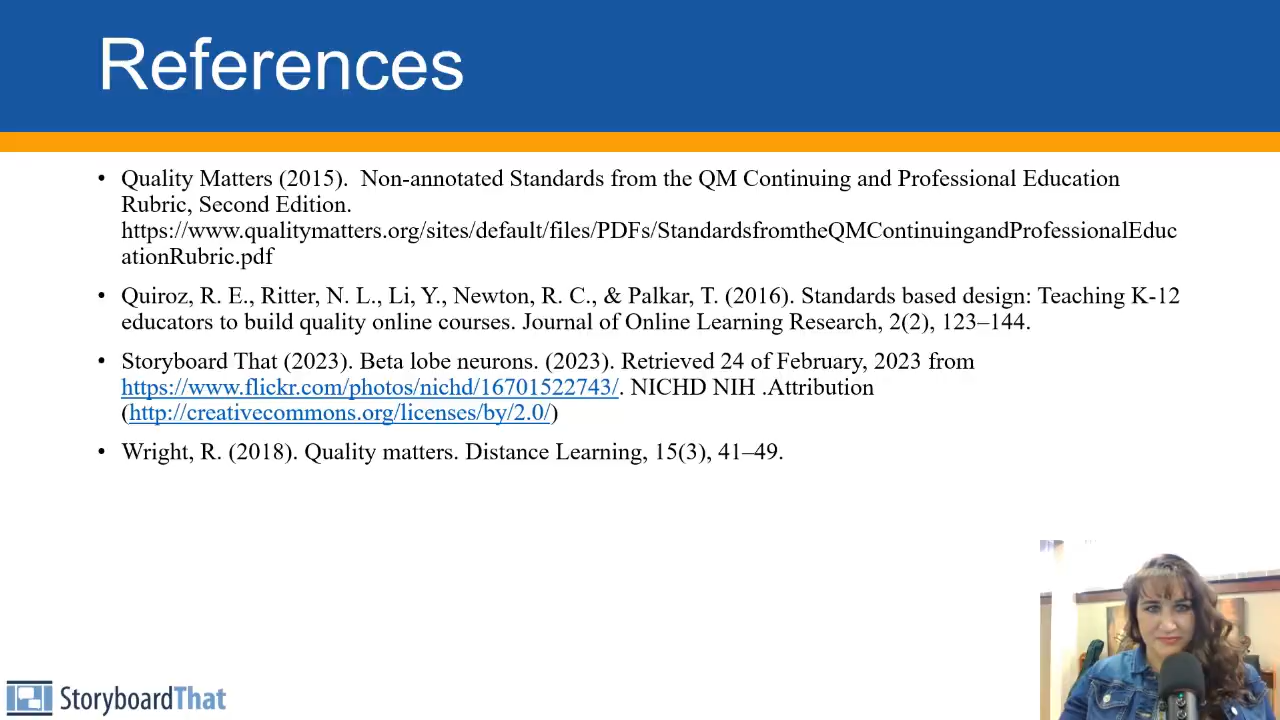 References
• Quality Matters (2015).  Non-annotated Standards from the QM Continuing and Professional Education
Rubric, Second Edition.
https://www.qualitymatters.org/sites/default/files/PDFs/StandardsfromtheQMContinuingandProfessionalEduc
ationRubric.pdf
• Quiroz, R. E., Ritter, N. L., Li, Y., Newton, R. C., & Palkar, T. (2016). Standards based design: Teaching K-12
educators to build quality online courses. Journal of Online Learning Research, 2(2), 123–144.
• Storyboard That (2023). Beta lobe neurons. (2023). Retrieved 24 of February, 2023 from
https://www.flickr.com/photos/nichd/16701522743/. NICHD NIH .Attribution
(http://creativecommons.org/licenses/by/2.0/)
• Wright, R. (2018). Quality matters. Distance Learning, 15(3), 41–49.
StoryboardThat